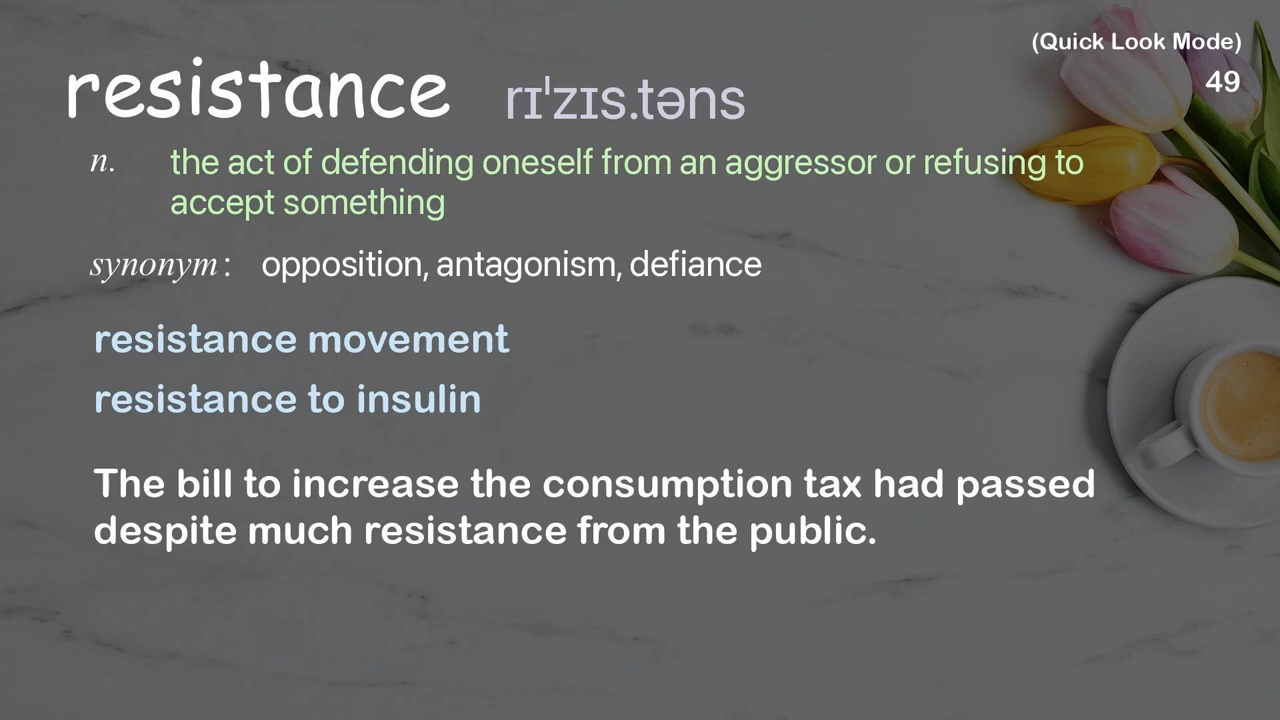 (Quick Look Mode)
49
resistance rɪˈzɪs.təns
n. the act of defending oneself from an aggressor or refusing to
accept something
synonym: opposition, antagonism, defiance
resistance movement
resistance to insulin
The bill to increase the consumption tax had passed
despite much resistance from the public.